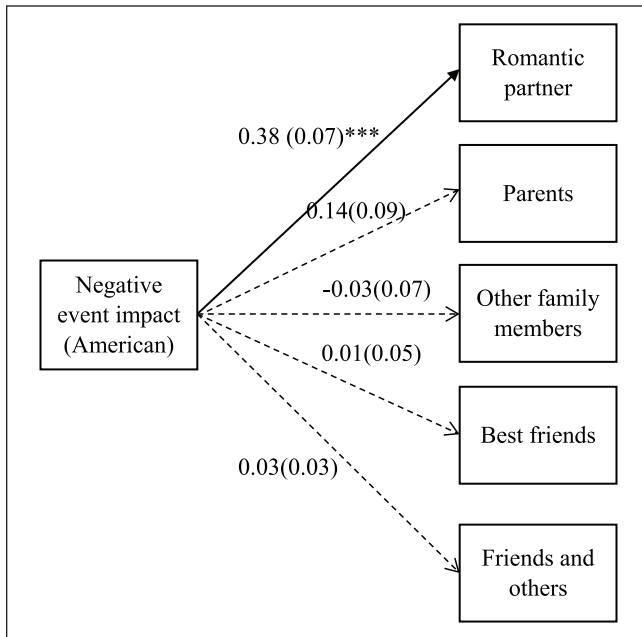 Romantic
partner
0.38 (0.07)***
Parents
0.14(0.09)
Negative
event impact
(American)
-0.03(0.07)
Other family
members
0.01(0.05)
Best friends
0.03(0.03)
Friends and
others